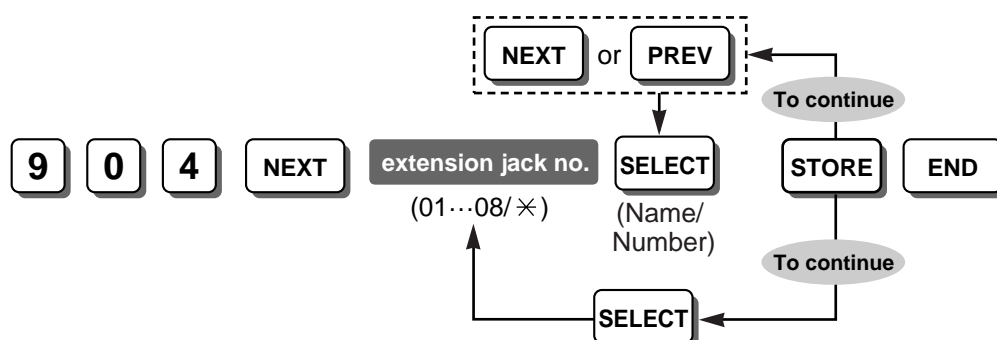 NEXT or PREV
To continue
9 0 4 NEXT extension jack no. SELECT STORE END
(01···08/✳)
(Name/
Number)
To continue
SELECT